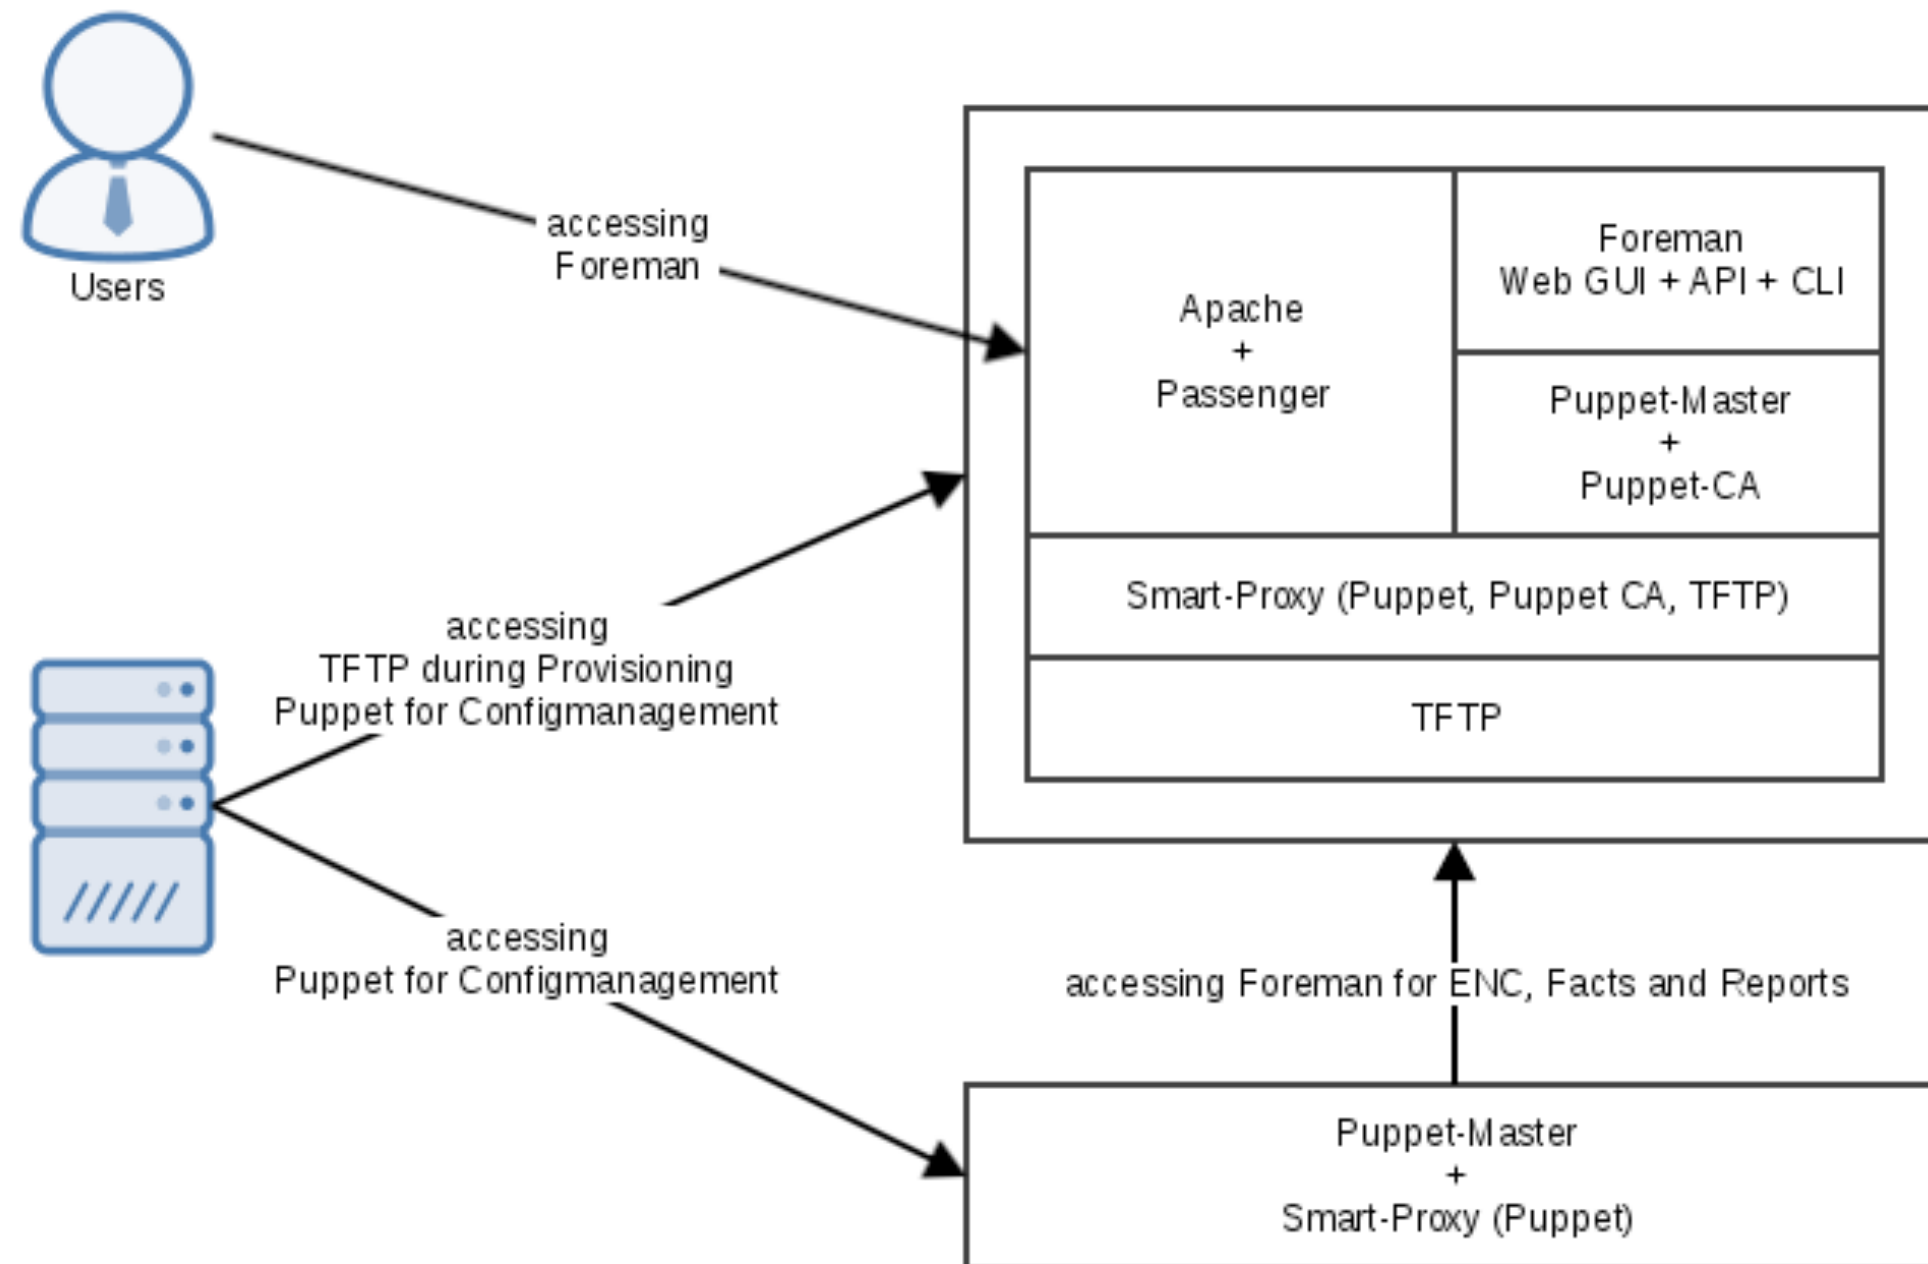 Users
accessing
Foreman
Apache
+
Passenger
Foreman
Web GUI + API + CLI
Puppet-Master
+
Puppet-CA
Smart-Proxy (Puppet, Puppet CA, TFTP)
TFTP
accessing
TFTP during Provisioning
Puppet for Configmanagement
accessing
Puppet for Configmanagement
accessing Foreman for ENC, Facts and Reports
Puppet-Master
+
Smart-Proxy (Puppet)